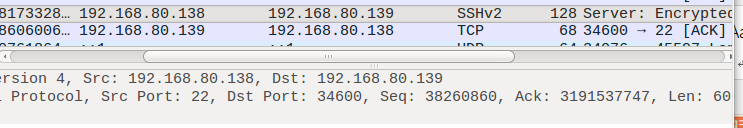 8173328… 192.168.80.138 192.168.80.139 SSHv2 128 Server: Encrypted
8606006… 192.168.80.139 192.168.80.138 TCP 68 34600 → 22 [ACK]
ersion 4, Src: 192.168.80.138, Dst: 192.168.80.139
l Protocol, Src Port: 22, Dst Port: 34600, Seq: 38260860, Ack: 3191537747, Len: 60